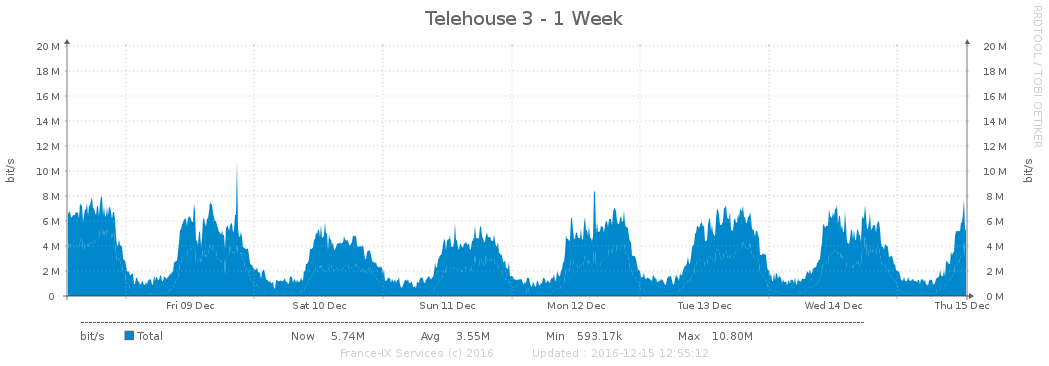 Telehouse 3 - 1 Week
RRDTOOL / TOBI OETIKER
bit/s
20 M
18 M
16 M
14 M
12 M
10 M
8 M
6 M
4 M
2 M
0
20 M
18 M
16 M
14 M
12 M
10 M
8 M
6 M
4 M
2 M
0 M
bit/s
Fri 09 Dec Sat 10 Dec Sun 11 Dec Mon 12 Dec Tue 13 Dec Wed 14 Dec Thu 15 Dec
bit/s Total Now 5.74M Avg 3.55M Min 593.17k Max 10.80M
France-IX Services (c) 2016 Updated : 2016-12-15 12:55:12